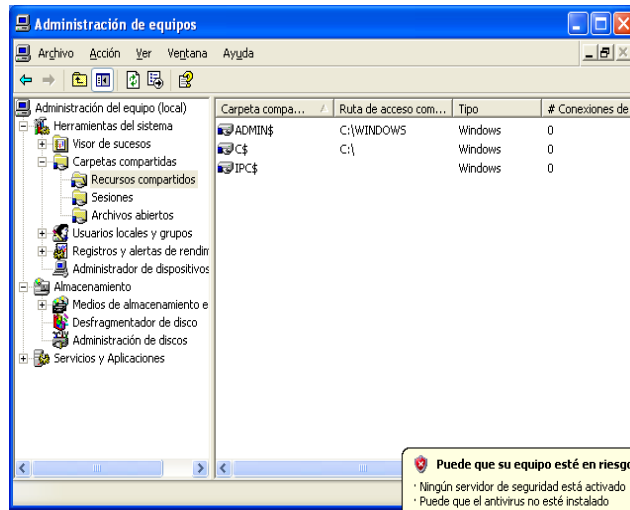 Administración de equipos
Archivo Acción Ver Ventana Ayuda
Administración del equipo (local)
Herramientas del sistema
Visor de sucesos
Carpetas compartidas
Recursos compartidos
Sesiones
Archivos abiertos
Usuarios locales y grupos
Registros y alertas de rendim
Administrador de dispositivos
Almacenamiento
Medios de almacenamiento e
Desfragmentador de disco
Administración de discos
Servicios y Aplicaciones
Carpeta compa... Ruta de acceso com... Tipo # Conexiones de
ADMIN$ C:\WINDOWS Windows 0
C$ C:\ Windows 0
IPC$ Windows 0
Puede que su equipo esté en riesgo
· Ningún servidor de seguridad está activado
· Puede que el antivirus no esté instalado